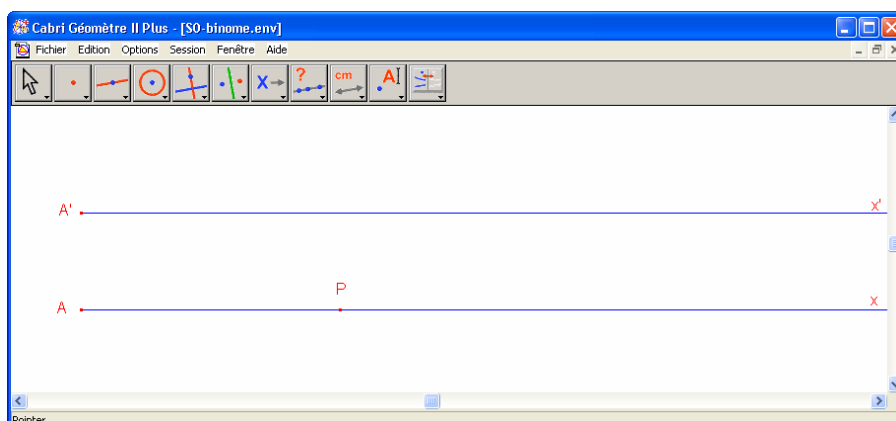 Cabri Géomètre II Plus - [S0-binome.env]
Fichier Edition Options Session Fenêtre Aide
X ? cm A
A' x'
P
A x
Pointer